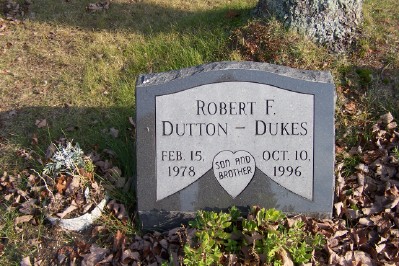 ROBERT F.
DUTTON - DUKES
FEB. 15,
1978
SON AND
BROTHER
OCT. 10,
1996